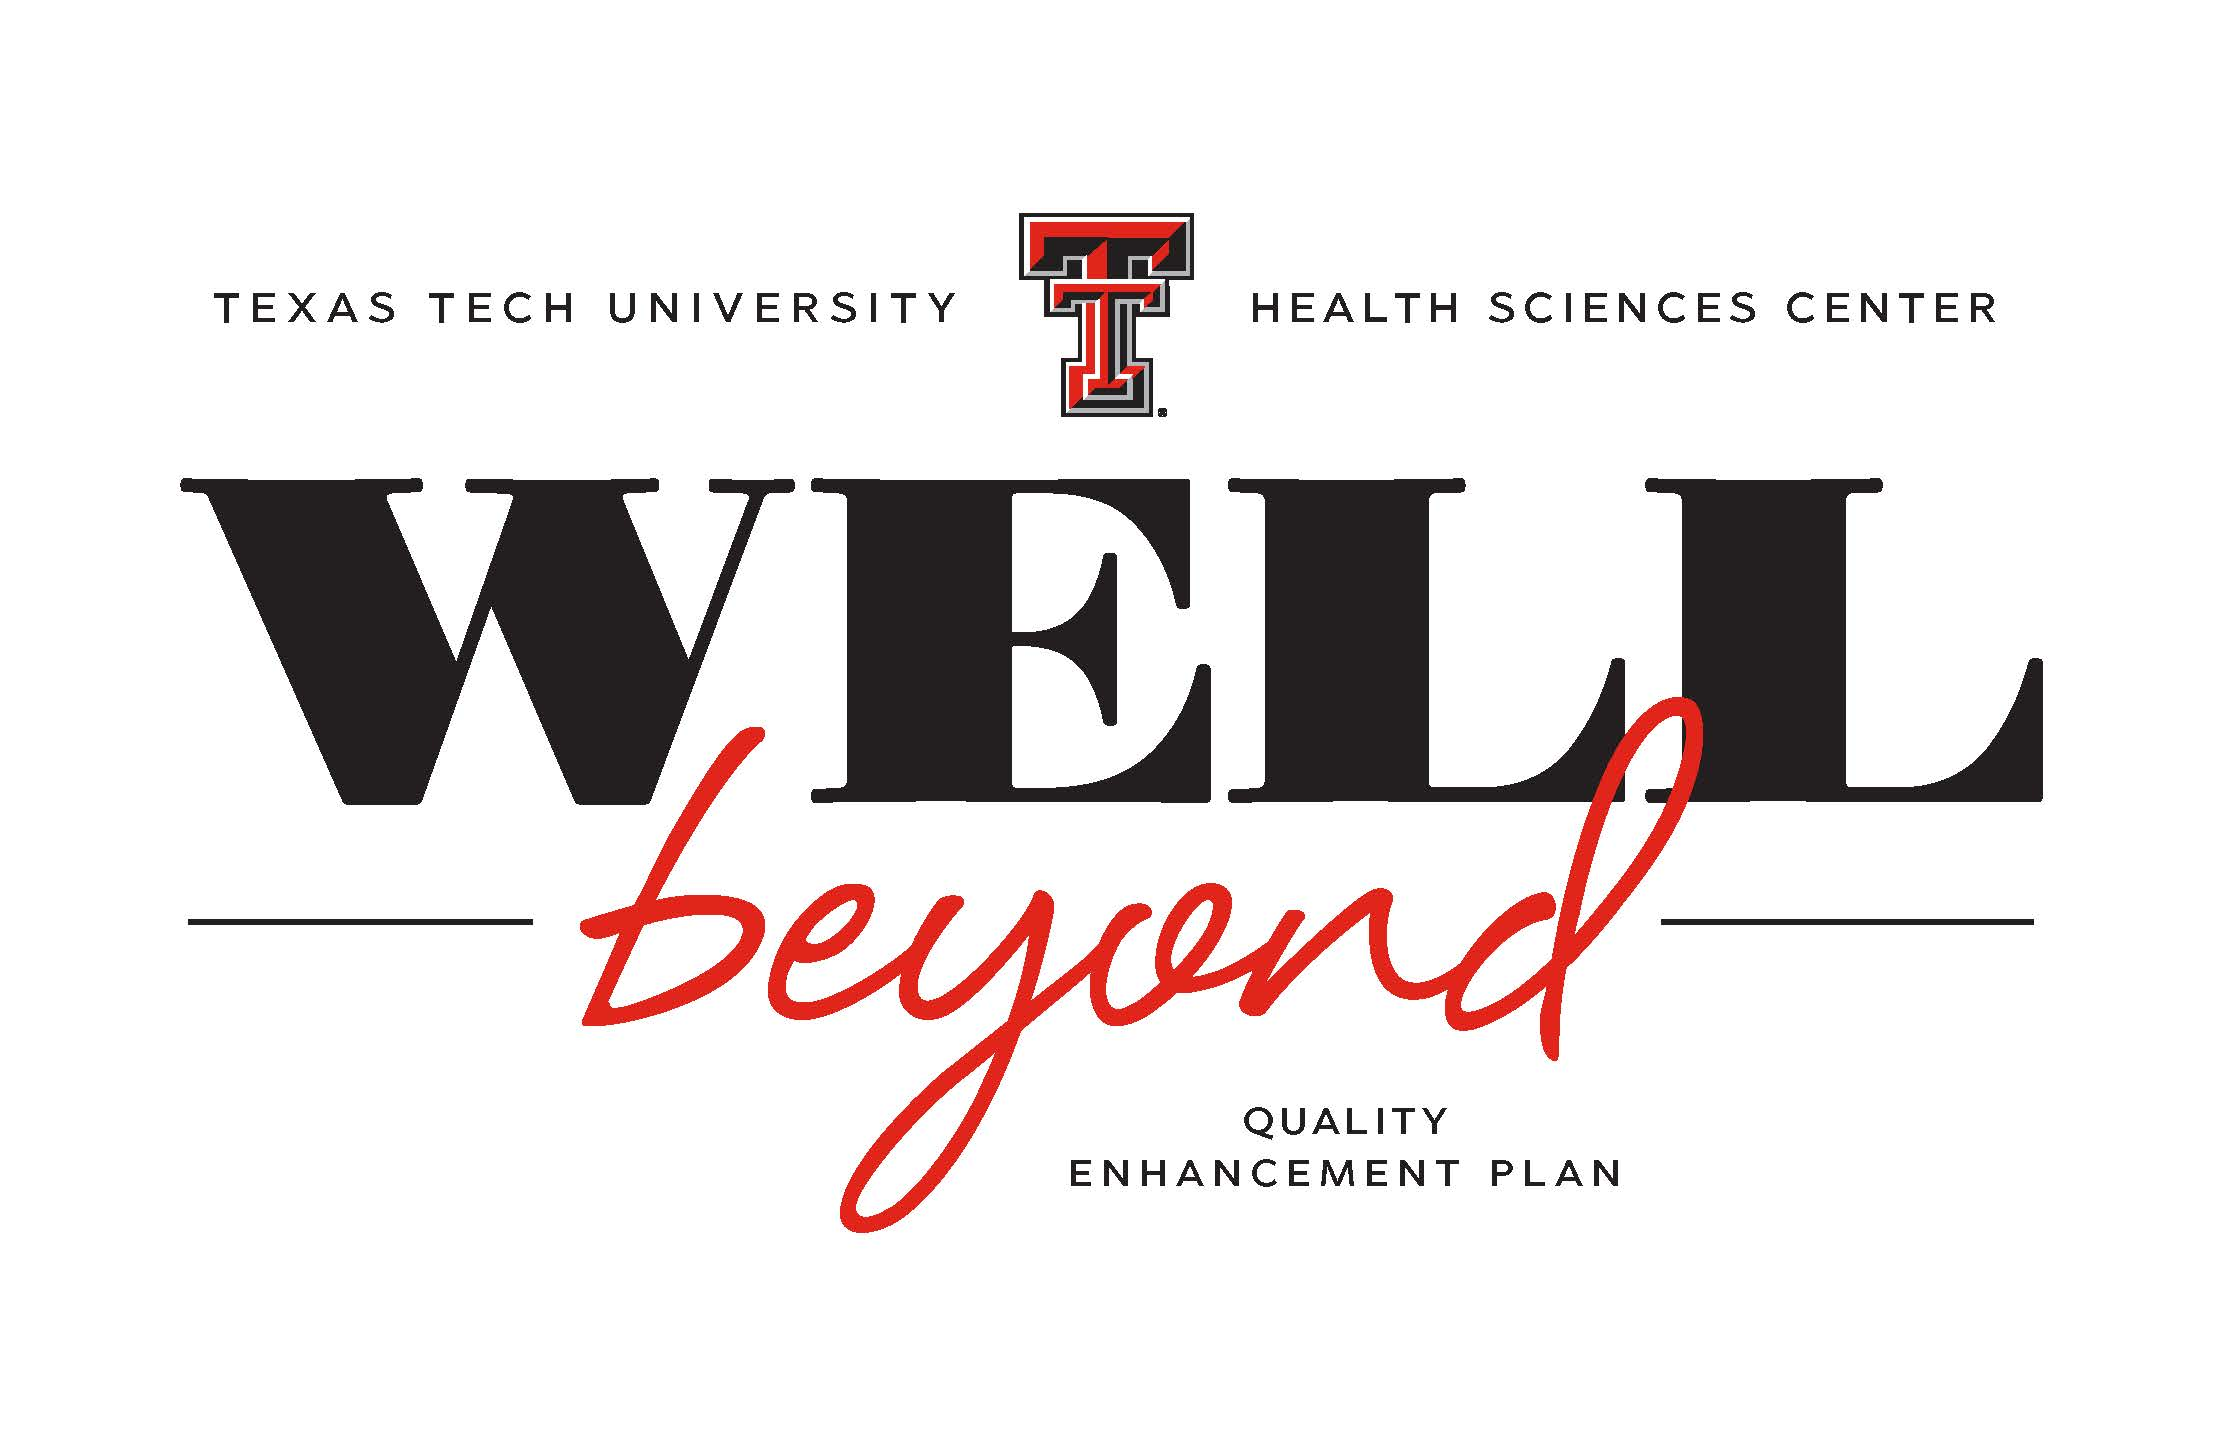 TEXAS TECH UNIVERSITY HEALTH SCIENCES CENTER
WELL
beyond
QUALITY
ENHANCEMENT PLAN